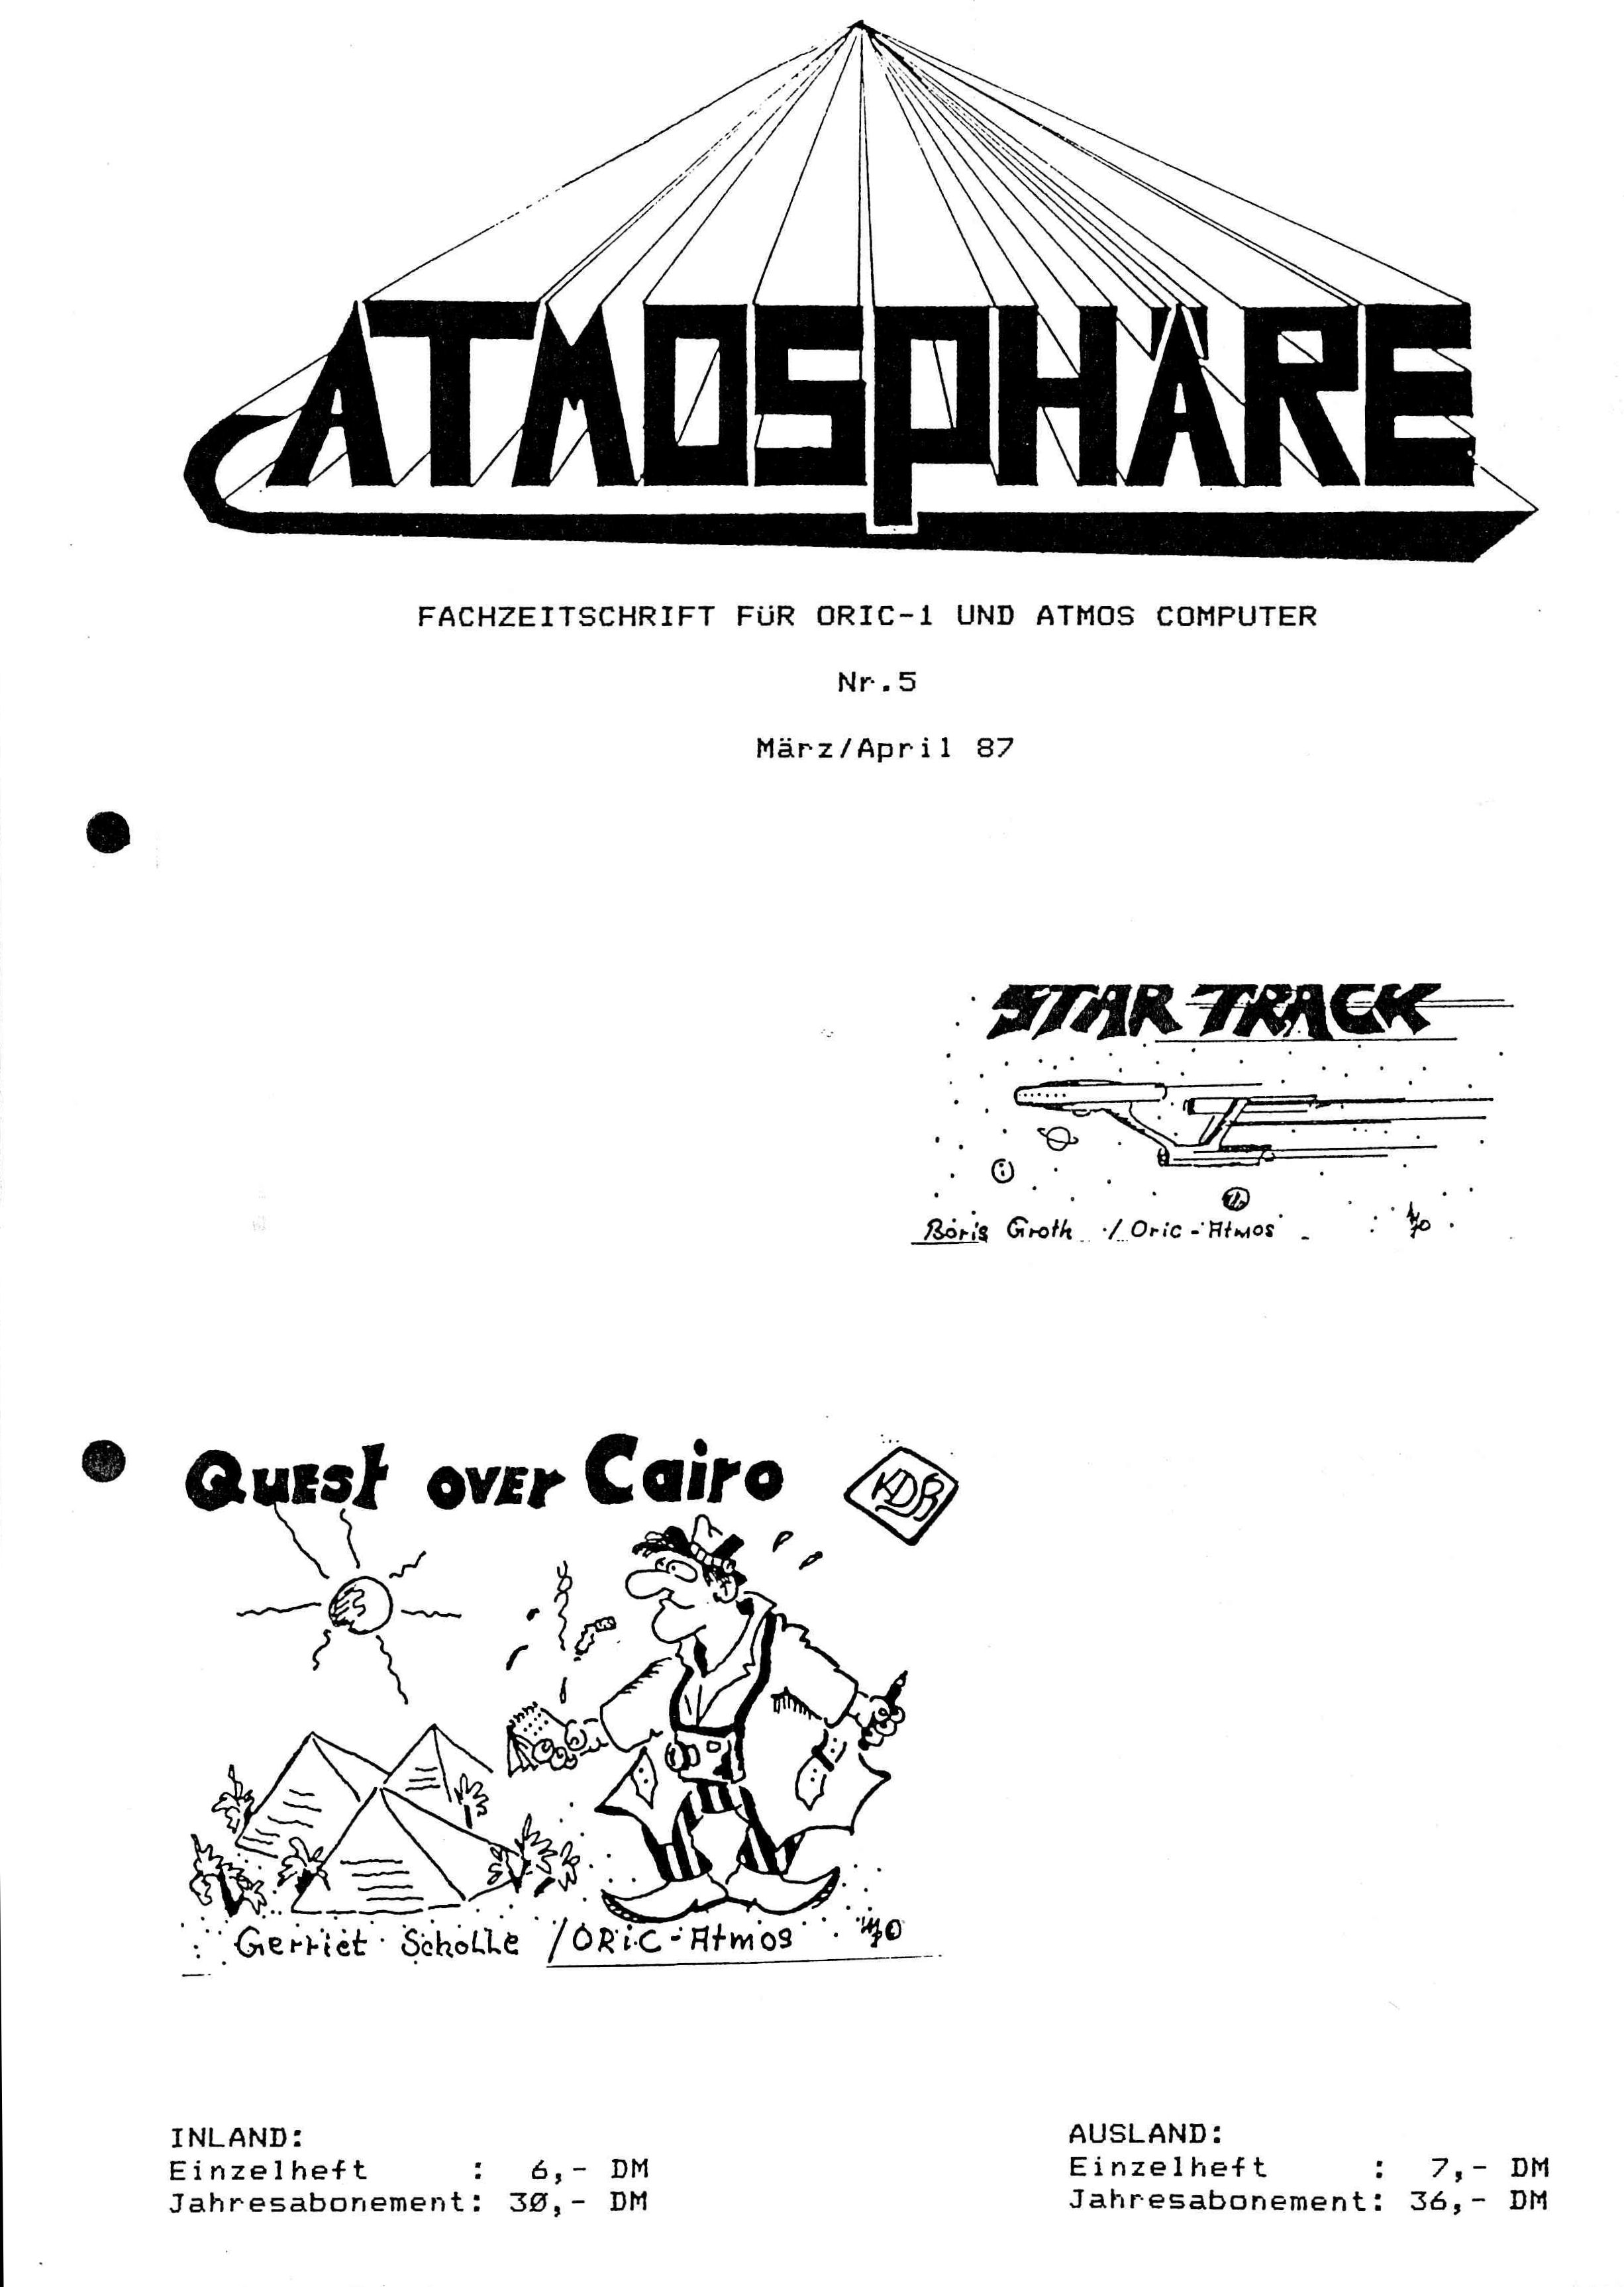 ATMOSPHÄRE
FACHZEITSCHRIFT FÜR ORIC-1 UND ATMOS COMPUTER
Nr.5
März/April 87
STAR TRACK
Boris Groth / Oric-Atmos
Quest over Cairo
KDB
Gerriet Scholle /ORiC-Atmos
INLAND:
Einzelheft : 6,- DM
Jahresabonement: 30,- DM
AUSLAND:
Einzelheft : 7,- DM
Jahresabonement: 36,- DM